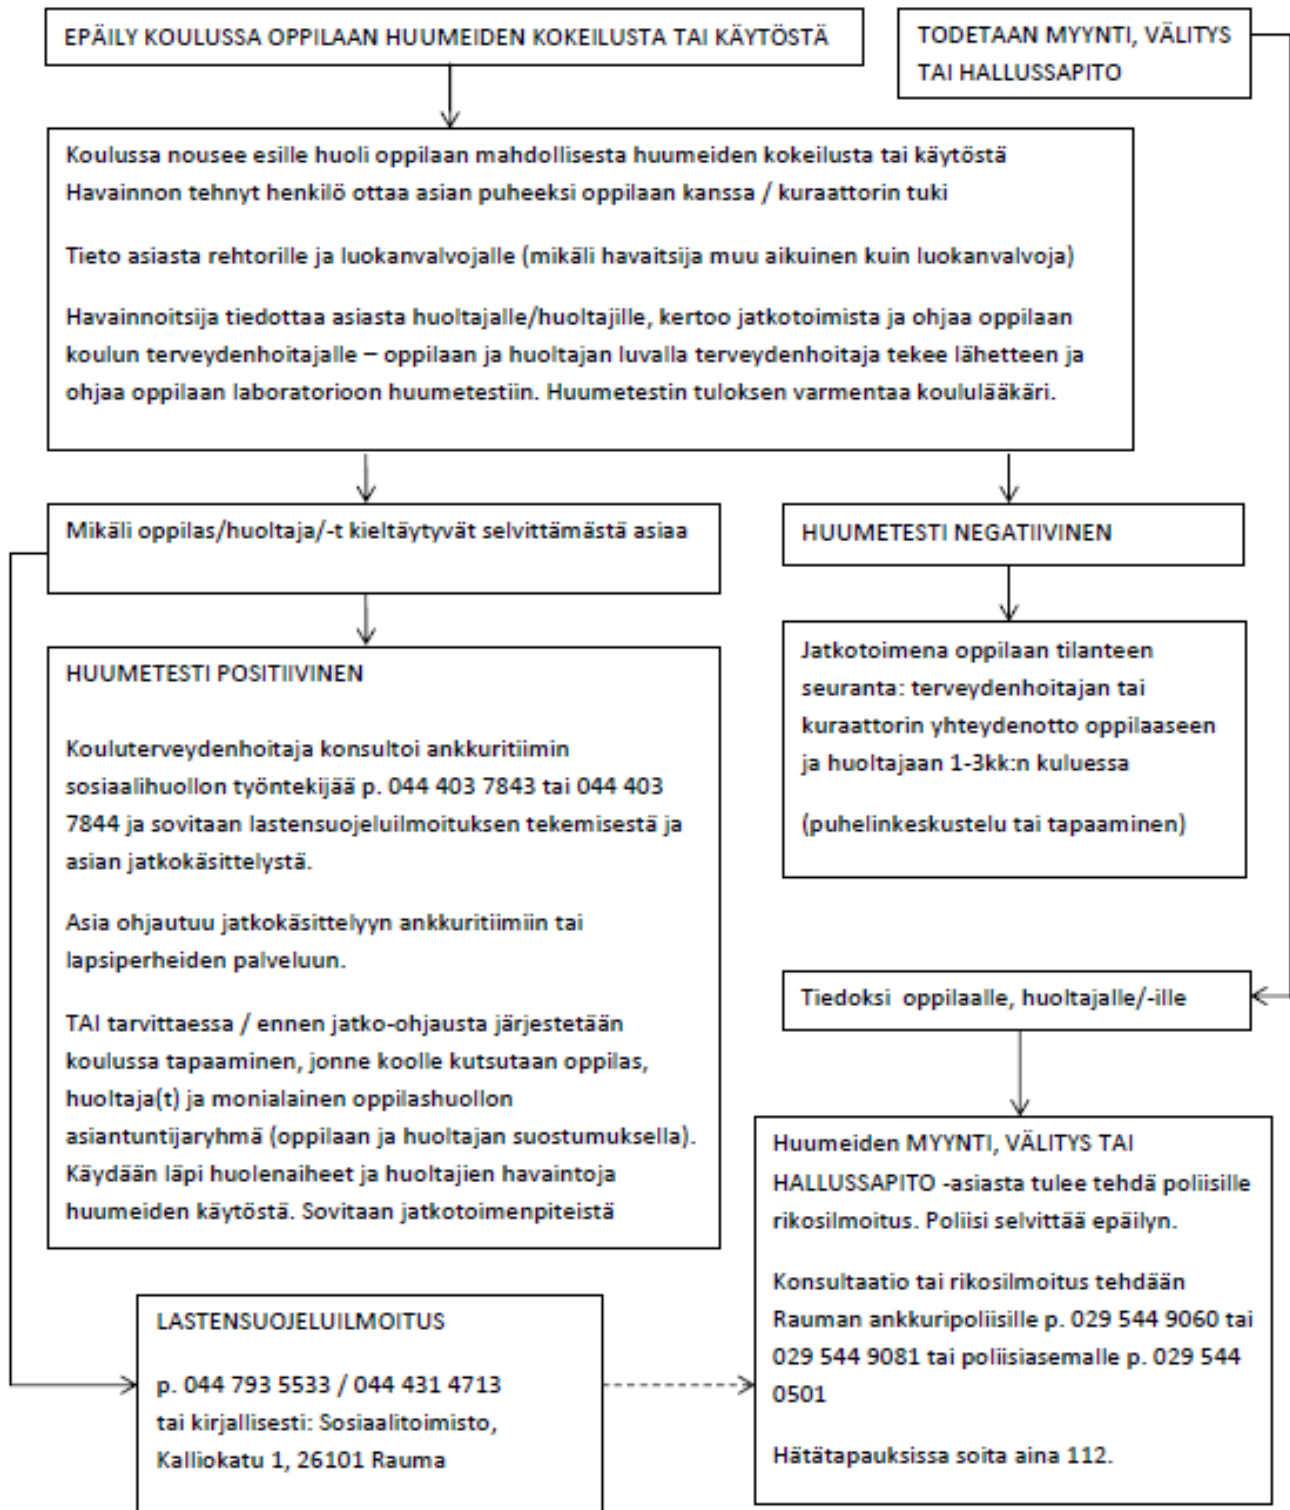 EPÄILY KOULUSSA OPPILAAN HUUMEIDEN KOKEILUSTA TAI KÄYTÖSTÄ
TODETAAN MYYNTI, VÄLITYS
TAI HALLUSSAPITO
Koulussa nousee esille huoli oppilaan mahdollisesta huumeiden kokeilusta tai käytöstä
Havainnon tehnyt henkilö ottaa asian puheeksi oppilaan kanssa / kuraattorin tuki
Tieto asiasta rehtorille ja luokanvalvojalle (mikäli havaitsija muu aikuinen kuin luokanvalvoja)
Havainnoitsija tiedottaa asiasta huoltajalle/huoltajille, kertoo jatkotoimista ja ohjaa oppilaan
koulun terveydenhoitajalle – oppilaan ja huoltajan luvalla terveydenhoitaja tekee lähetteen ja
ohjaa oppilaan laboratorioon huumetestiin. Huumetestin tuloksen varmentaa koululääkäri.
Mikäli oppilas/huoltaja/-t kieltäytyvät selvittämästä asiaa
HUUMETESTI NEGATIIVINEN
Jatkotoimena oppilaan tilanteen
seuranta: terveydenhoitajan tai
kuraattorin yhteydenotto oppilaaseen
ja huoltajaan 1-3kk:n kuluessa
(puhelinkeskustelu tai tapaaminen)
HUUMETESTI POSITIIVINEN
Kouluterveydenhoitaja konsultoi ankkuritiimin
sosiaalihuollon työntekijää p. 044 403 7843 tai 044 403
7844 ja sovitaan lastensuojeluilmoituksen tekemisestä ja
asian jatkokäsittelystä.
Asia ohjautuu jatkokäsittelyyn ankkuritiimiin tai
lapsiperheiden palveluun.
TAI tarvittaessa / ennen jatko-ohjausta järjestetään
koulussa tapaaminen, jonne koolle kutsutaan oppilas,
huoltaja(t) ja monialainen oppilashuollon
asiantuntijaryhmä (oppilaan ja huoltajan suostumuksella).
Käydään läpi huolenaiheet ja huoltajien havaintoja
huumeiden käytöstä. Sovitaan jatkotoimenpiteistä
Tiedoksi  oppilaalle, huoltajalle/-ille
Huumeiden MYYNTI, VÄLITYS TAI
HALLUSSAPITO -asiasta tulee tehdä poliisille
rikosilmoitus. Poliisi selvittää epäilyn.
Konsultaatio tai rikosilmoitus tehdään
Rauman ankkuripoliisille p. 029 544 9060 tai
029 544 9081 tai poliisiasemalle p. 029 544
0501
Hätätapauksissa soita aina 112.
LASTENSUOJELUILMOITUS
p. 044 793 5533 / 044 431 4713
tai kirjallisesti: Sosiaalitoimisto,
Kalliokatu 1, 26101 Rauma